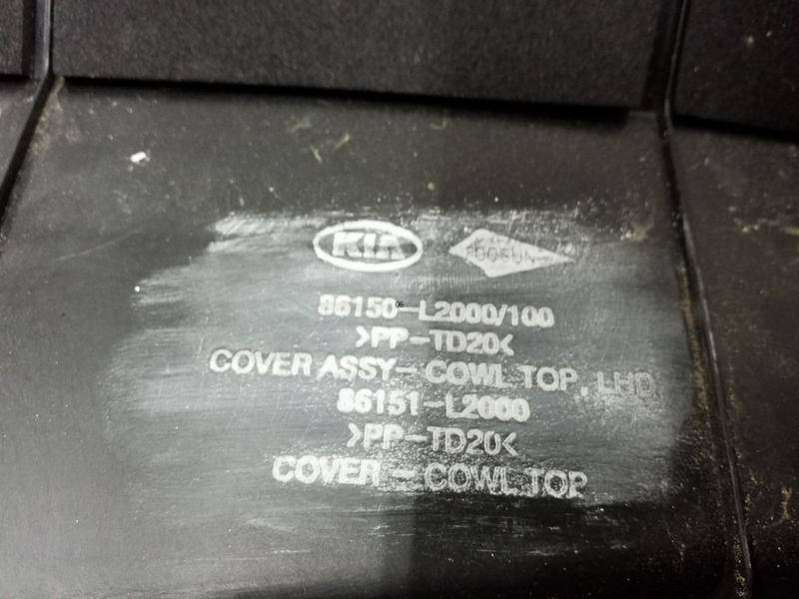 KIA
86150-L2000/100
>PP-TD20<
COVER ASSY-COWL TOP, LHD
86151-L2000
>PP-TD20<
COVER - COWL TOP